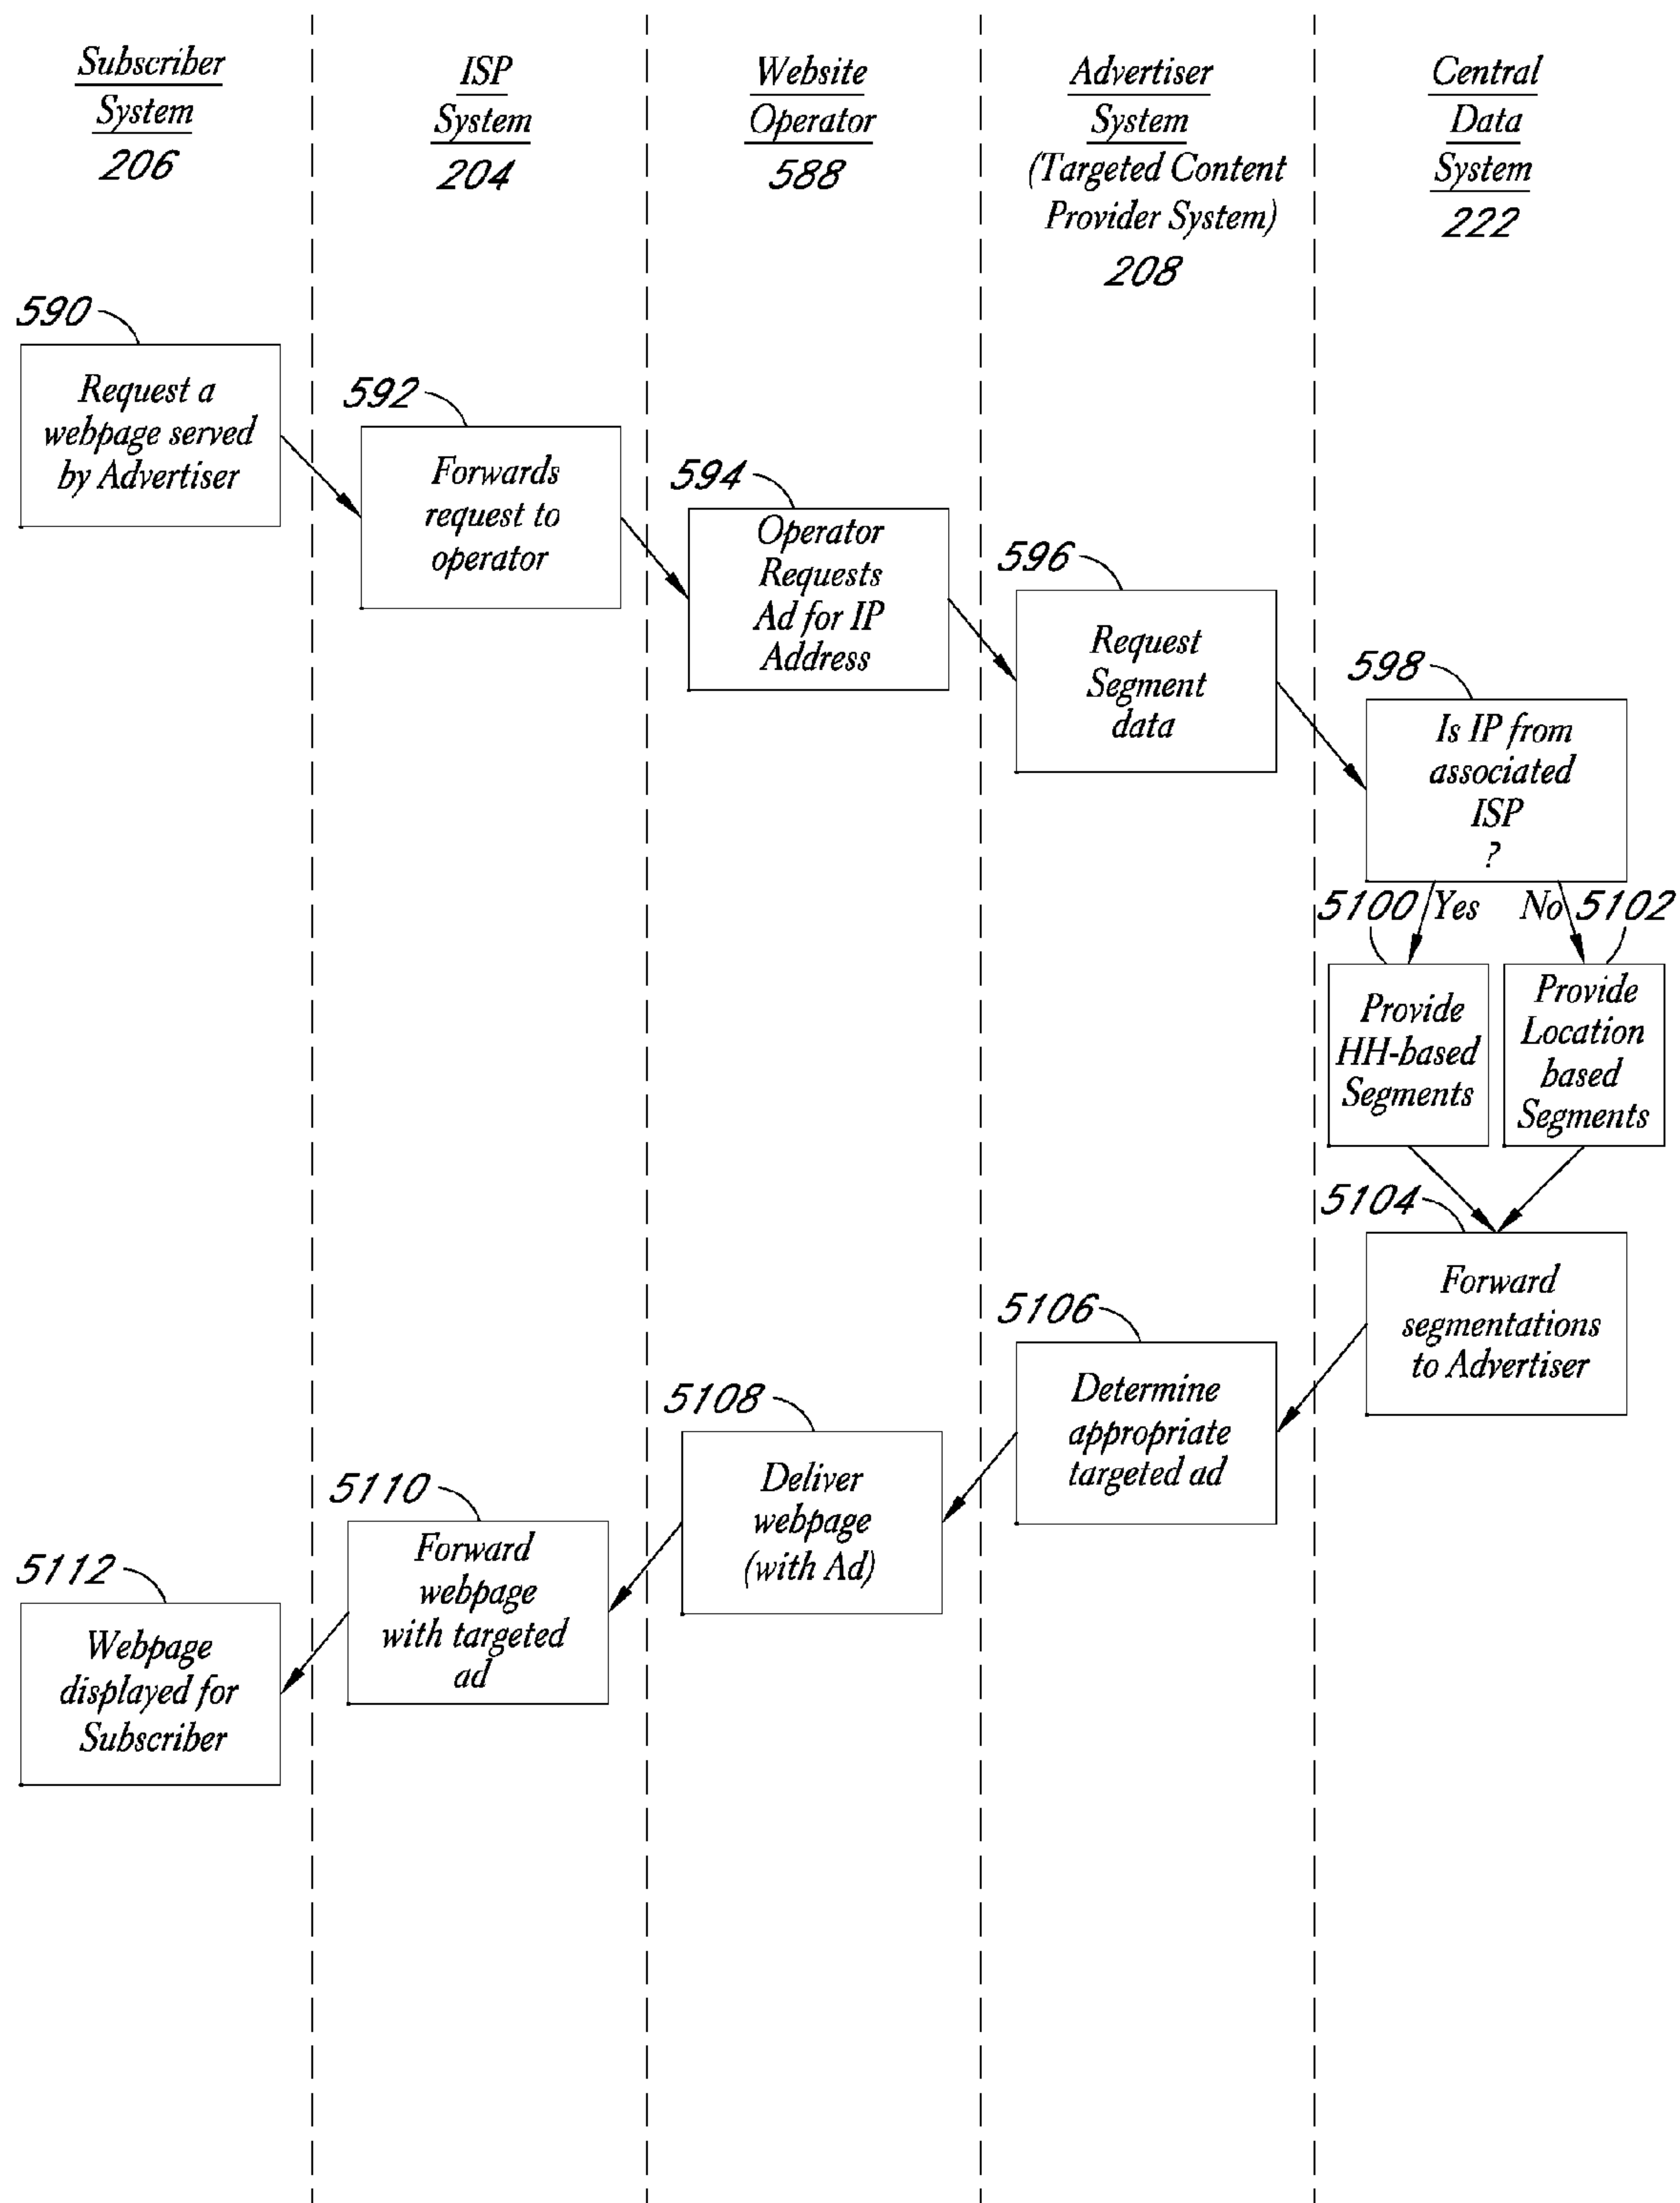 Subscriber
System
206
ISP
System
204
Website
Operator
588
Advertiser
System
(Targeted Content
Provider System)
208
Central
Data
System
222
590
Request a
webpage served
by Advertiser
592
Forwards
request to
operator
594
Operator
Requests
Ad for IP
Address
596
Request
Segment
data
598
Is IP from
associated
ISP
?
5100
Yes
No
5102
Provide
HH-based
Segments
Provide
Location
based
Segments
5104
Forward
segmentations
to Advertiser
5106
Determine
appropriate
targeted ad
5108
Deliver
webpage
(with Ad)
5110
Forward
webpage
with targeted
ad
5112
Webpage
displayed for
Subscriber